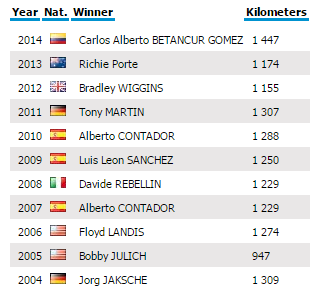 Year Nat. Winner Kilometers
2014 Carlos Alberto BETANCUR GOMEZ 1 447
2013 Richie Porte 1 174
2012 Bradley WIGGINS 1 155
2011 Tony MARTIN 1 307
2010 Alberto CONTADOR 1 288
2009 Luis Leon SANCHEZ 1 250
2008 Davide REBELLIN 1 229
2007 Alberto CONTADOR 1 229
2006 Floyd LANDIS 1 274
2005 Bobby JULICH 947
2004 Jorg JAKSCHE 1 309